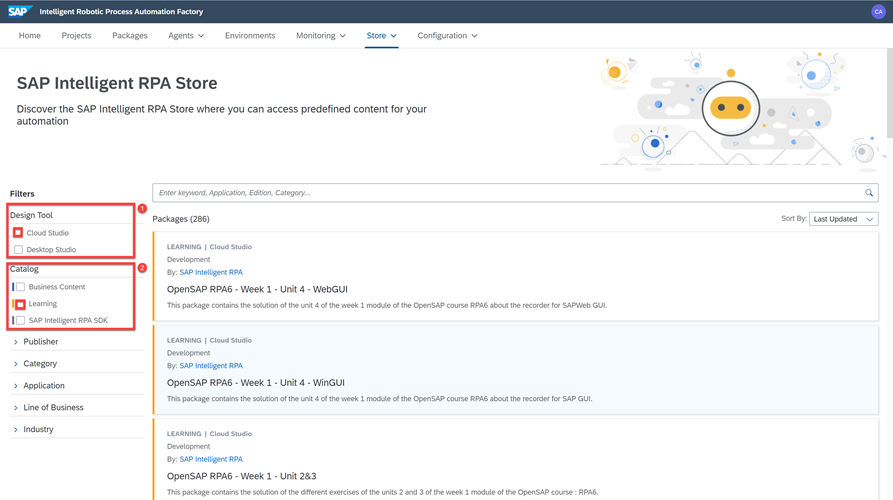 SAP Intelligent Robotic Process Automation Factory CA
Home Projects Packages Agents Environments Monitoring Store Configuration
SAP Intelligent RPA Store
Discover the SAP Intelligent RPA Store where you can access predefined content for your
automation
Filters
Design Tool
1
Cloud Studio
Desktop Studio
Catalog
2
Business Content
Learning
SAP Intelligent RPA SDK
Publisher
Category
Application
Line of Business
Industry
Enter keyword, Application, Edition, Category...
Packages (286)
Sort By: Last Updated
LEARNING | Cloud Studio
Development
By: SAP Intelligent RPA
OpenSAP RPA6 - Week 1 - Unit 4 - WebGUI
This package contains the solution of the unit 4 of the week 1 module of the OpenSAP course RPA6 about the recorder for SAPWeb GUI.
LEARNING | Cloud Studio
Development
By: SAP Intelligent RPA
OpenSAP RPA6 - Week 1 - Unit 4 - WinGUI
This package contains the solution of the unit 4 of the week 1 module of the OpenSAP course RPA6 about the recorder for SAP GUI.
LEARNING | Cloud Studio
Development
By: SAP Intelligent RPA
OpenSAP RPA6 - Week 1 - Unit 2&3
This package contains the solution of the different exercises of the units 2 and 3 of the week 1 module of the OpenSAP course : RPA6.